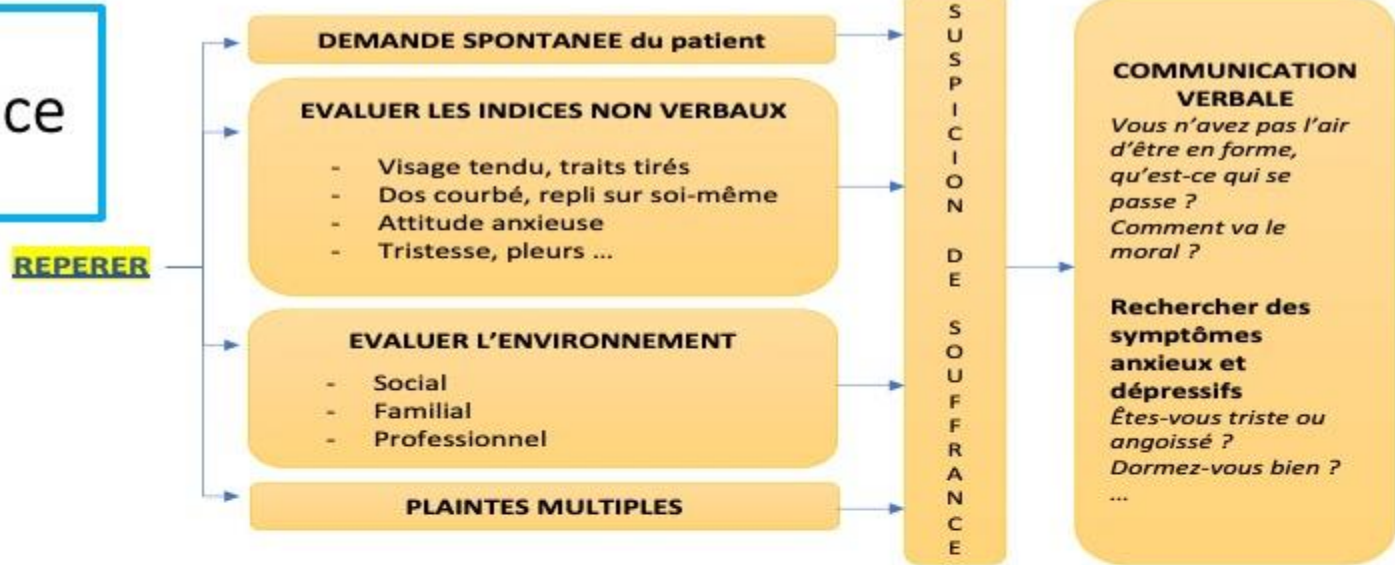 ce
REPERER
DEMANDE SPONTANEE du patient
EVALUER LES INDICES NON VERBAUX
- Visage tendu, traits tirés
- Dos courbé, repli sur soi-même
- Attitude anxieuse
- Tristesse, pleurs ...
EVALUER L'ENVIRONNEMENT
- Social
- Familial
- Professionnel
PLAINTES MULTIPLES
SUSPICION DE SOUFFRANCE
COMMUNICATION
VERBALE
Vous n'avez pas l'air
d'être en forme,
qu'est-ce qui se
passe ?
Comment va le
moral ?
Rechercher des
symptômes
anxieux et
dépressifs
Êtes-vous triste ou
angoissé ?
Dormez-vous bien ?
...